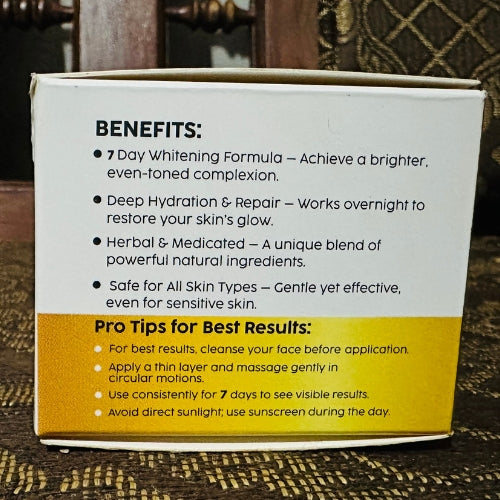 BENEFITS:
• 7 Day Whitening Formula – Achieve a brighter,
even-toned complexion.
• Deep Hydration & Repair – Works overnight to
restore your skin's glow.
• Herbal & Medicated – A unique blend of
powerful natural ingredients.
• Safe for All Skin Types – Gentle yet effective,
even for sensitive skin.
Pro Tips for Best Results:
• For best results, cleanse your face before application.
• Apply a thin layer and massage gently in
circular motions.
• Use consistently for 7 days to see visible results.
• Avoid direct sunlight; use sunscreen during the day.